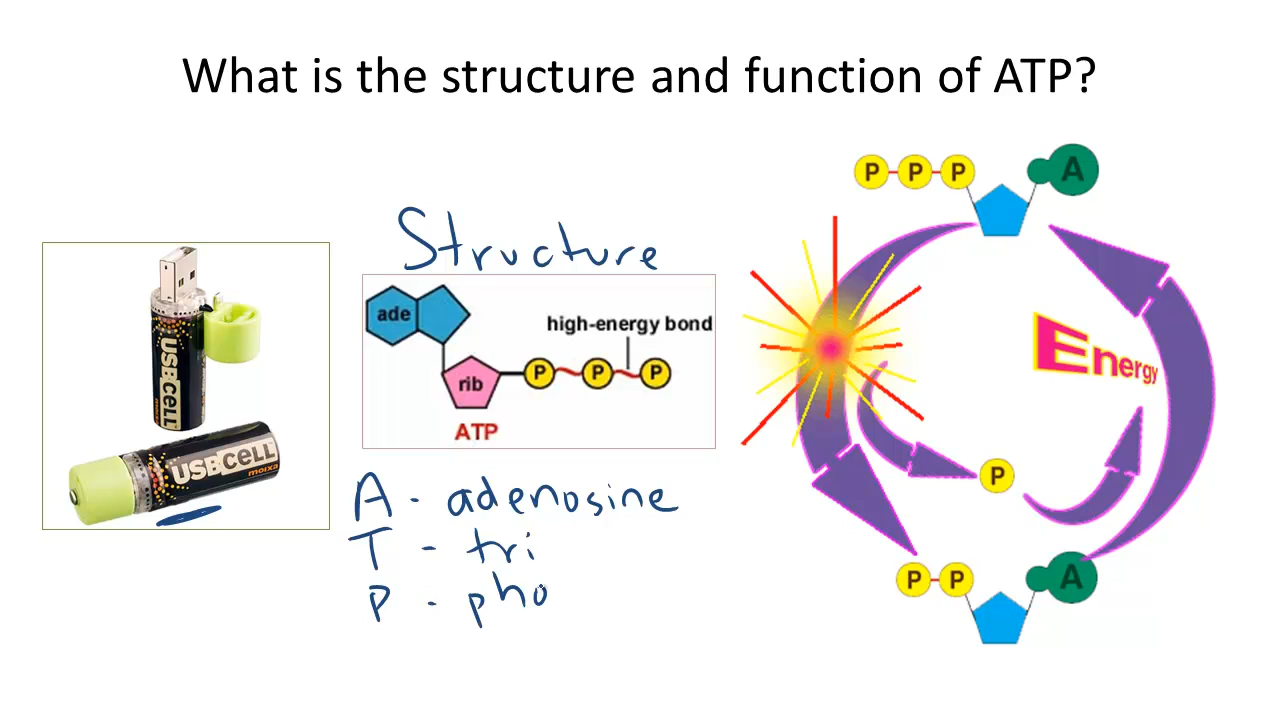 What is the structure and function of ATP?
P P P A
Structure
ade
high-energy bond
rib P P P
ATP
USBCELL
moixa
USBCELL
moixa
Energy
P
A - adenosine
T - tri
P - pho
P P A